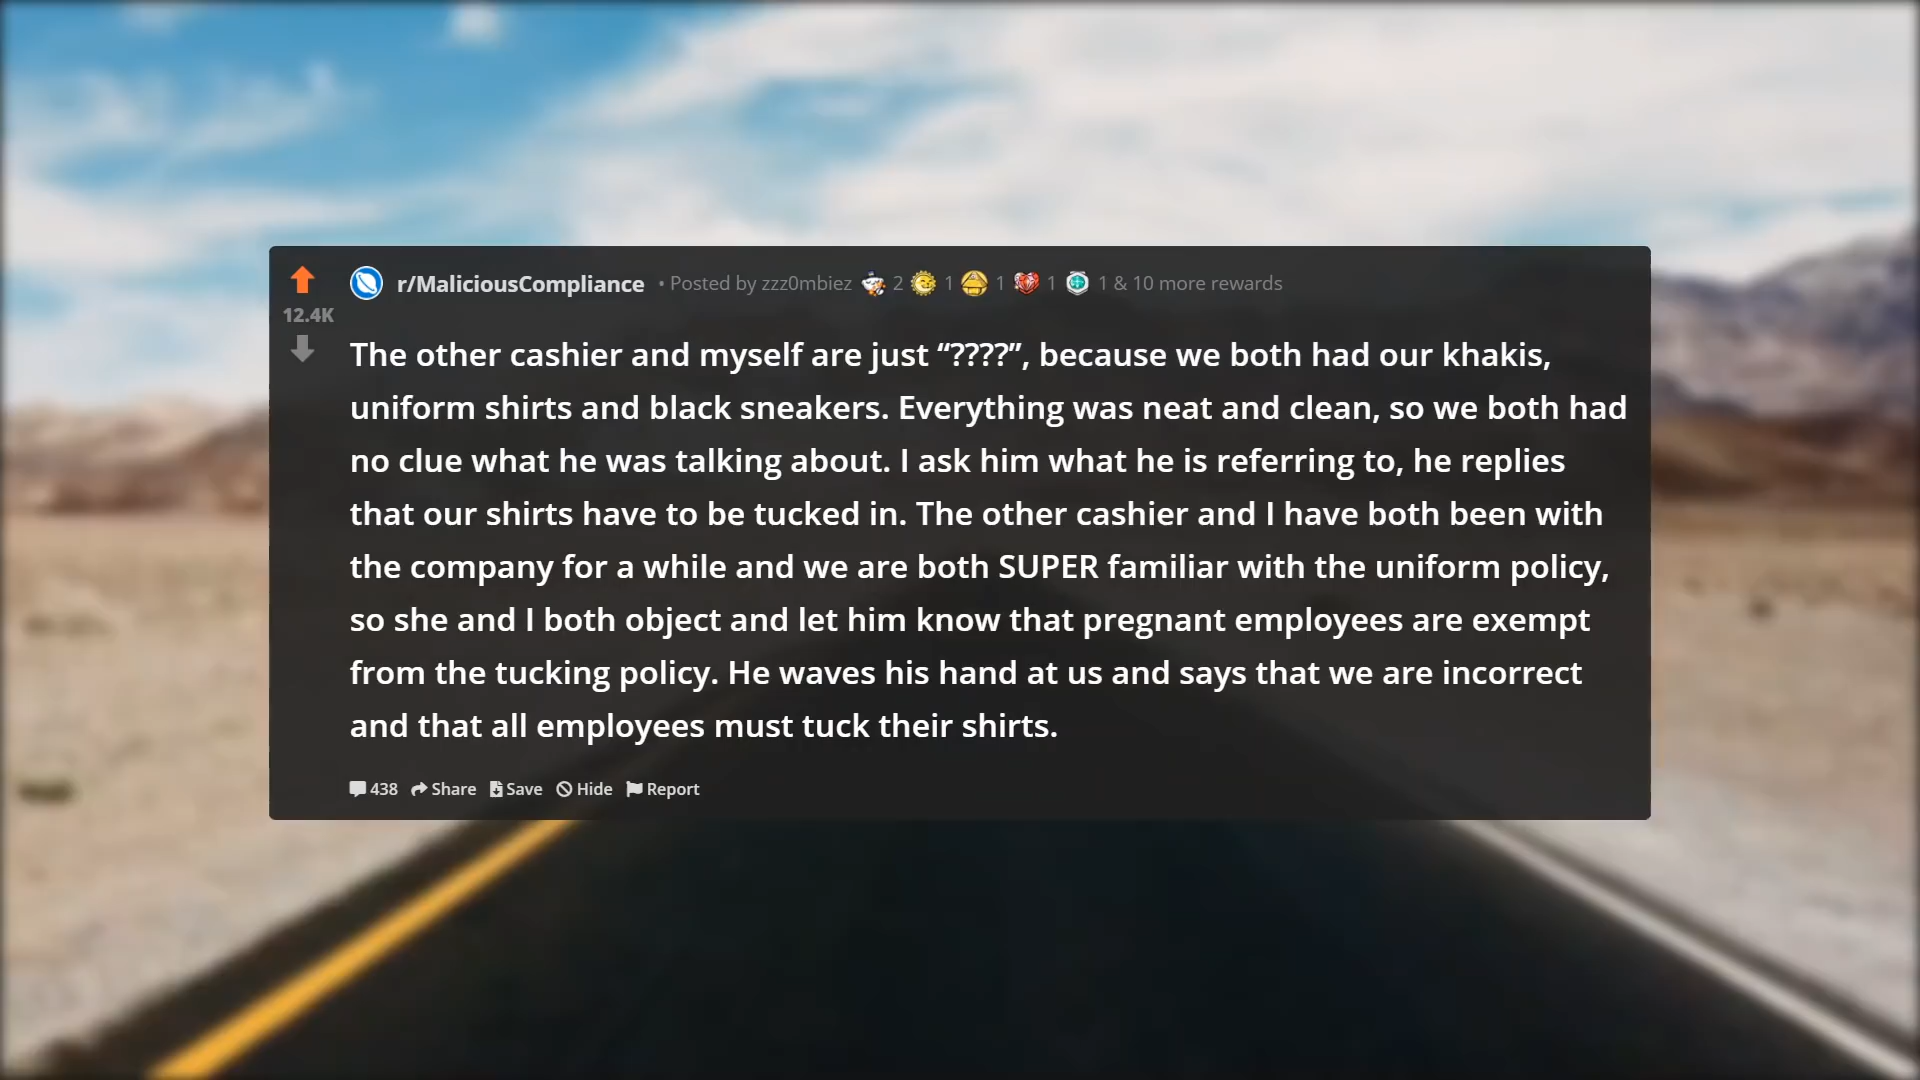 r/MaliciousCompliance • Posted by zzz0mbiez 2 1 1 1 1 & 10 more rewards
12.4K
The other cashier and myself are just “????”, because we both had our khakis,
uniform shirts and black sneakers. Everything was neat and clean, so we both had
no clue what he was talking about. I ask him what he is referring to, he replies
that our shirts have to be tucked in. The other cashier and I have both been with
the company for a while and we are both SUPER familiar with the uniform policy,
so she and I both object and let him know that pregnant employees are exempt
from the tucking policy. He waves his hand at us and says that we are incorrect
and that all employees must tuck their shirts.
438 Share Save Hide Report